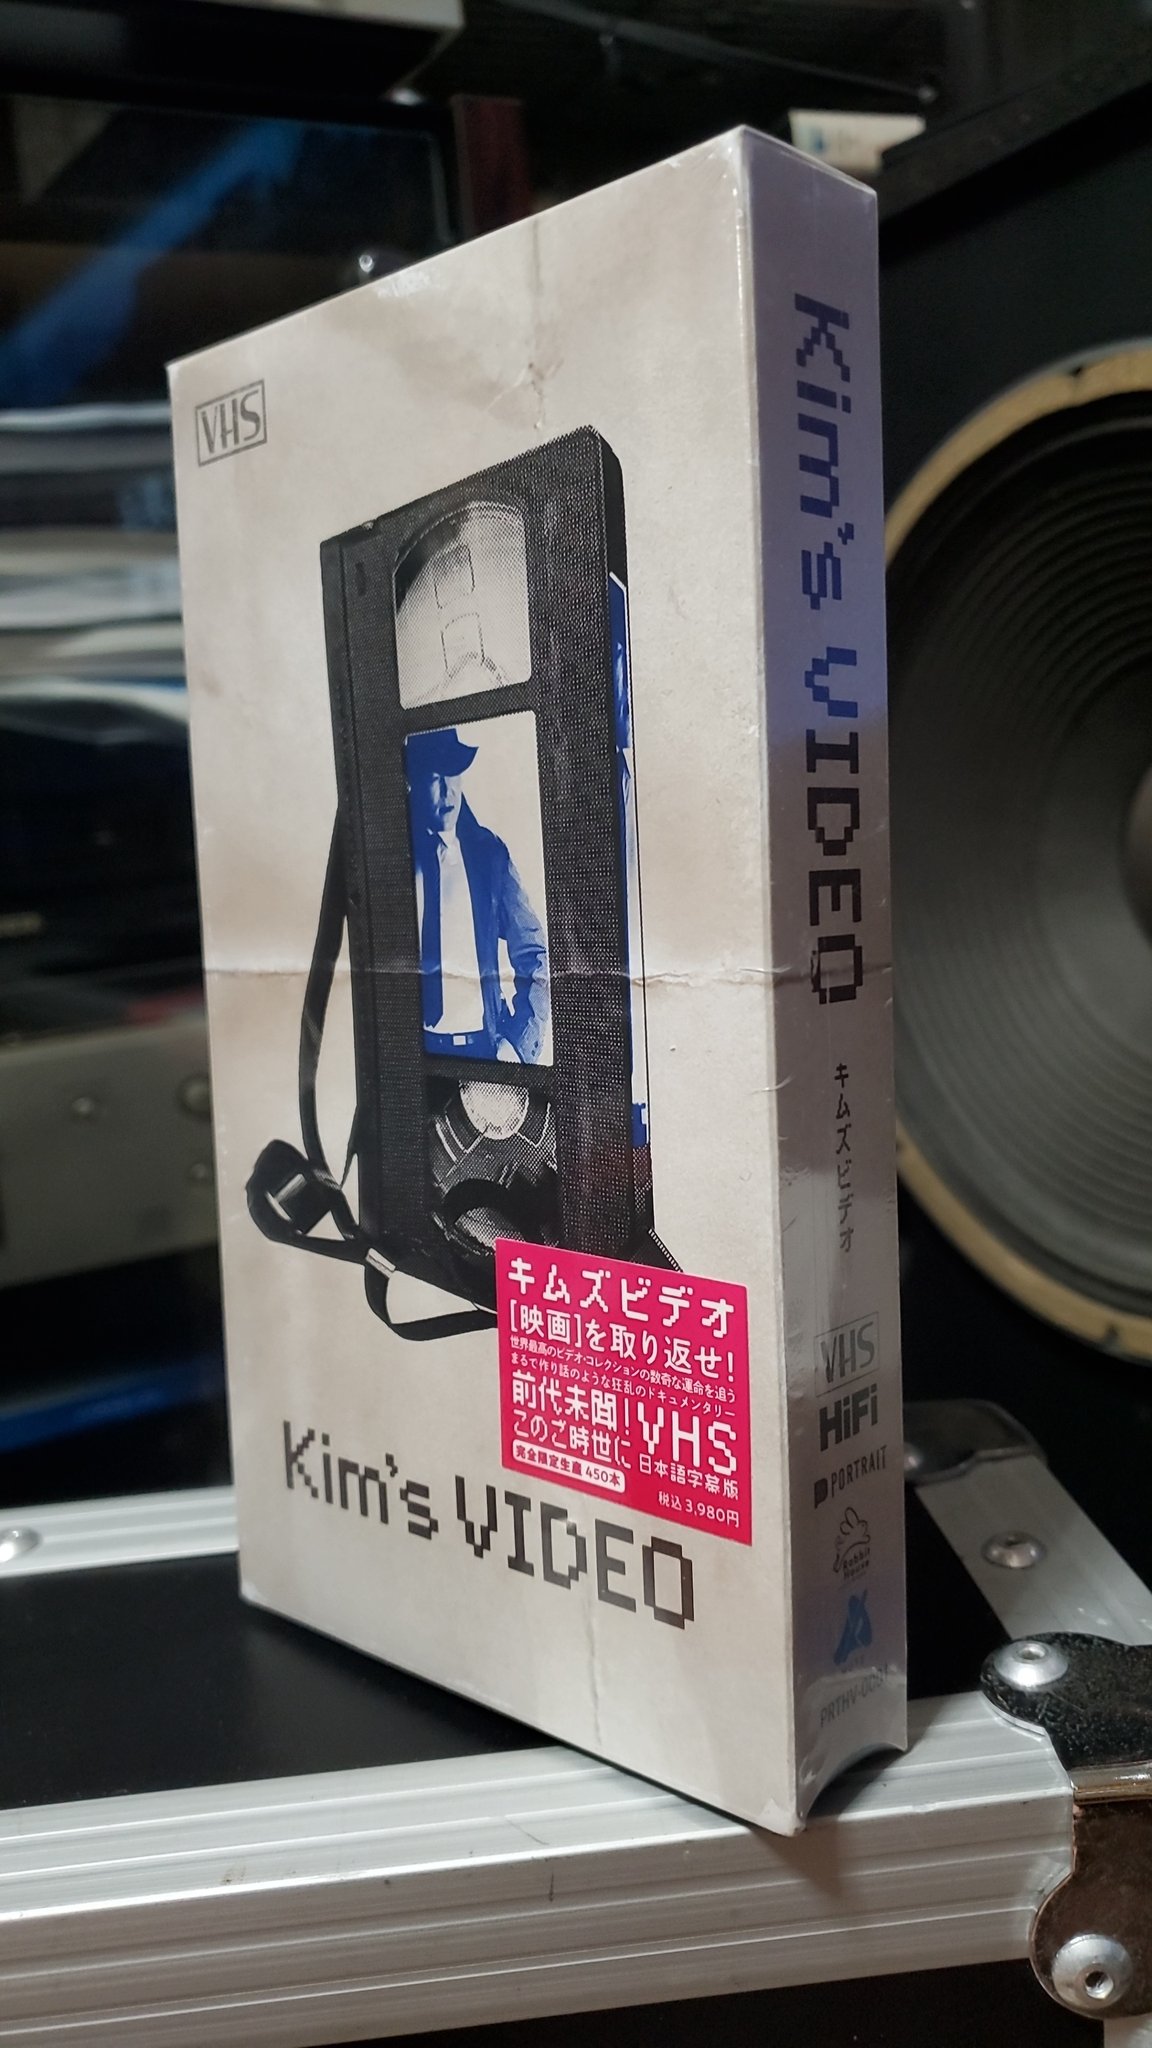 VHS
キムズビデオ
[映画]を取り返せ!
世界最高のビデオ・コレクションの数奇な運命を追う
まるで作り話のような狂乱のドキュメンタリー
前代未聞!VHS
このご時世に 日本語字幕版
完全限定生産 450本
税込 3,980円
Kim's VIDEO
Kim's VIDEO
キムズビデオ
VHS
HiFi
PORTRAIT
Rabbit
House